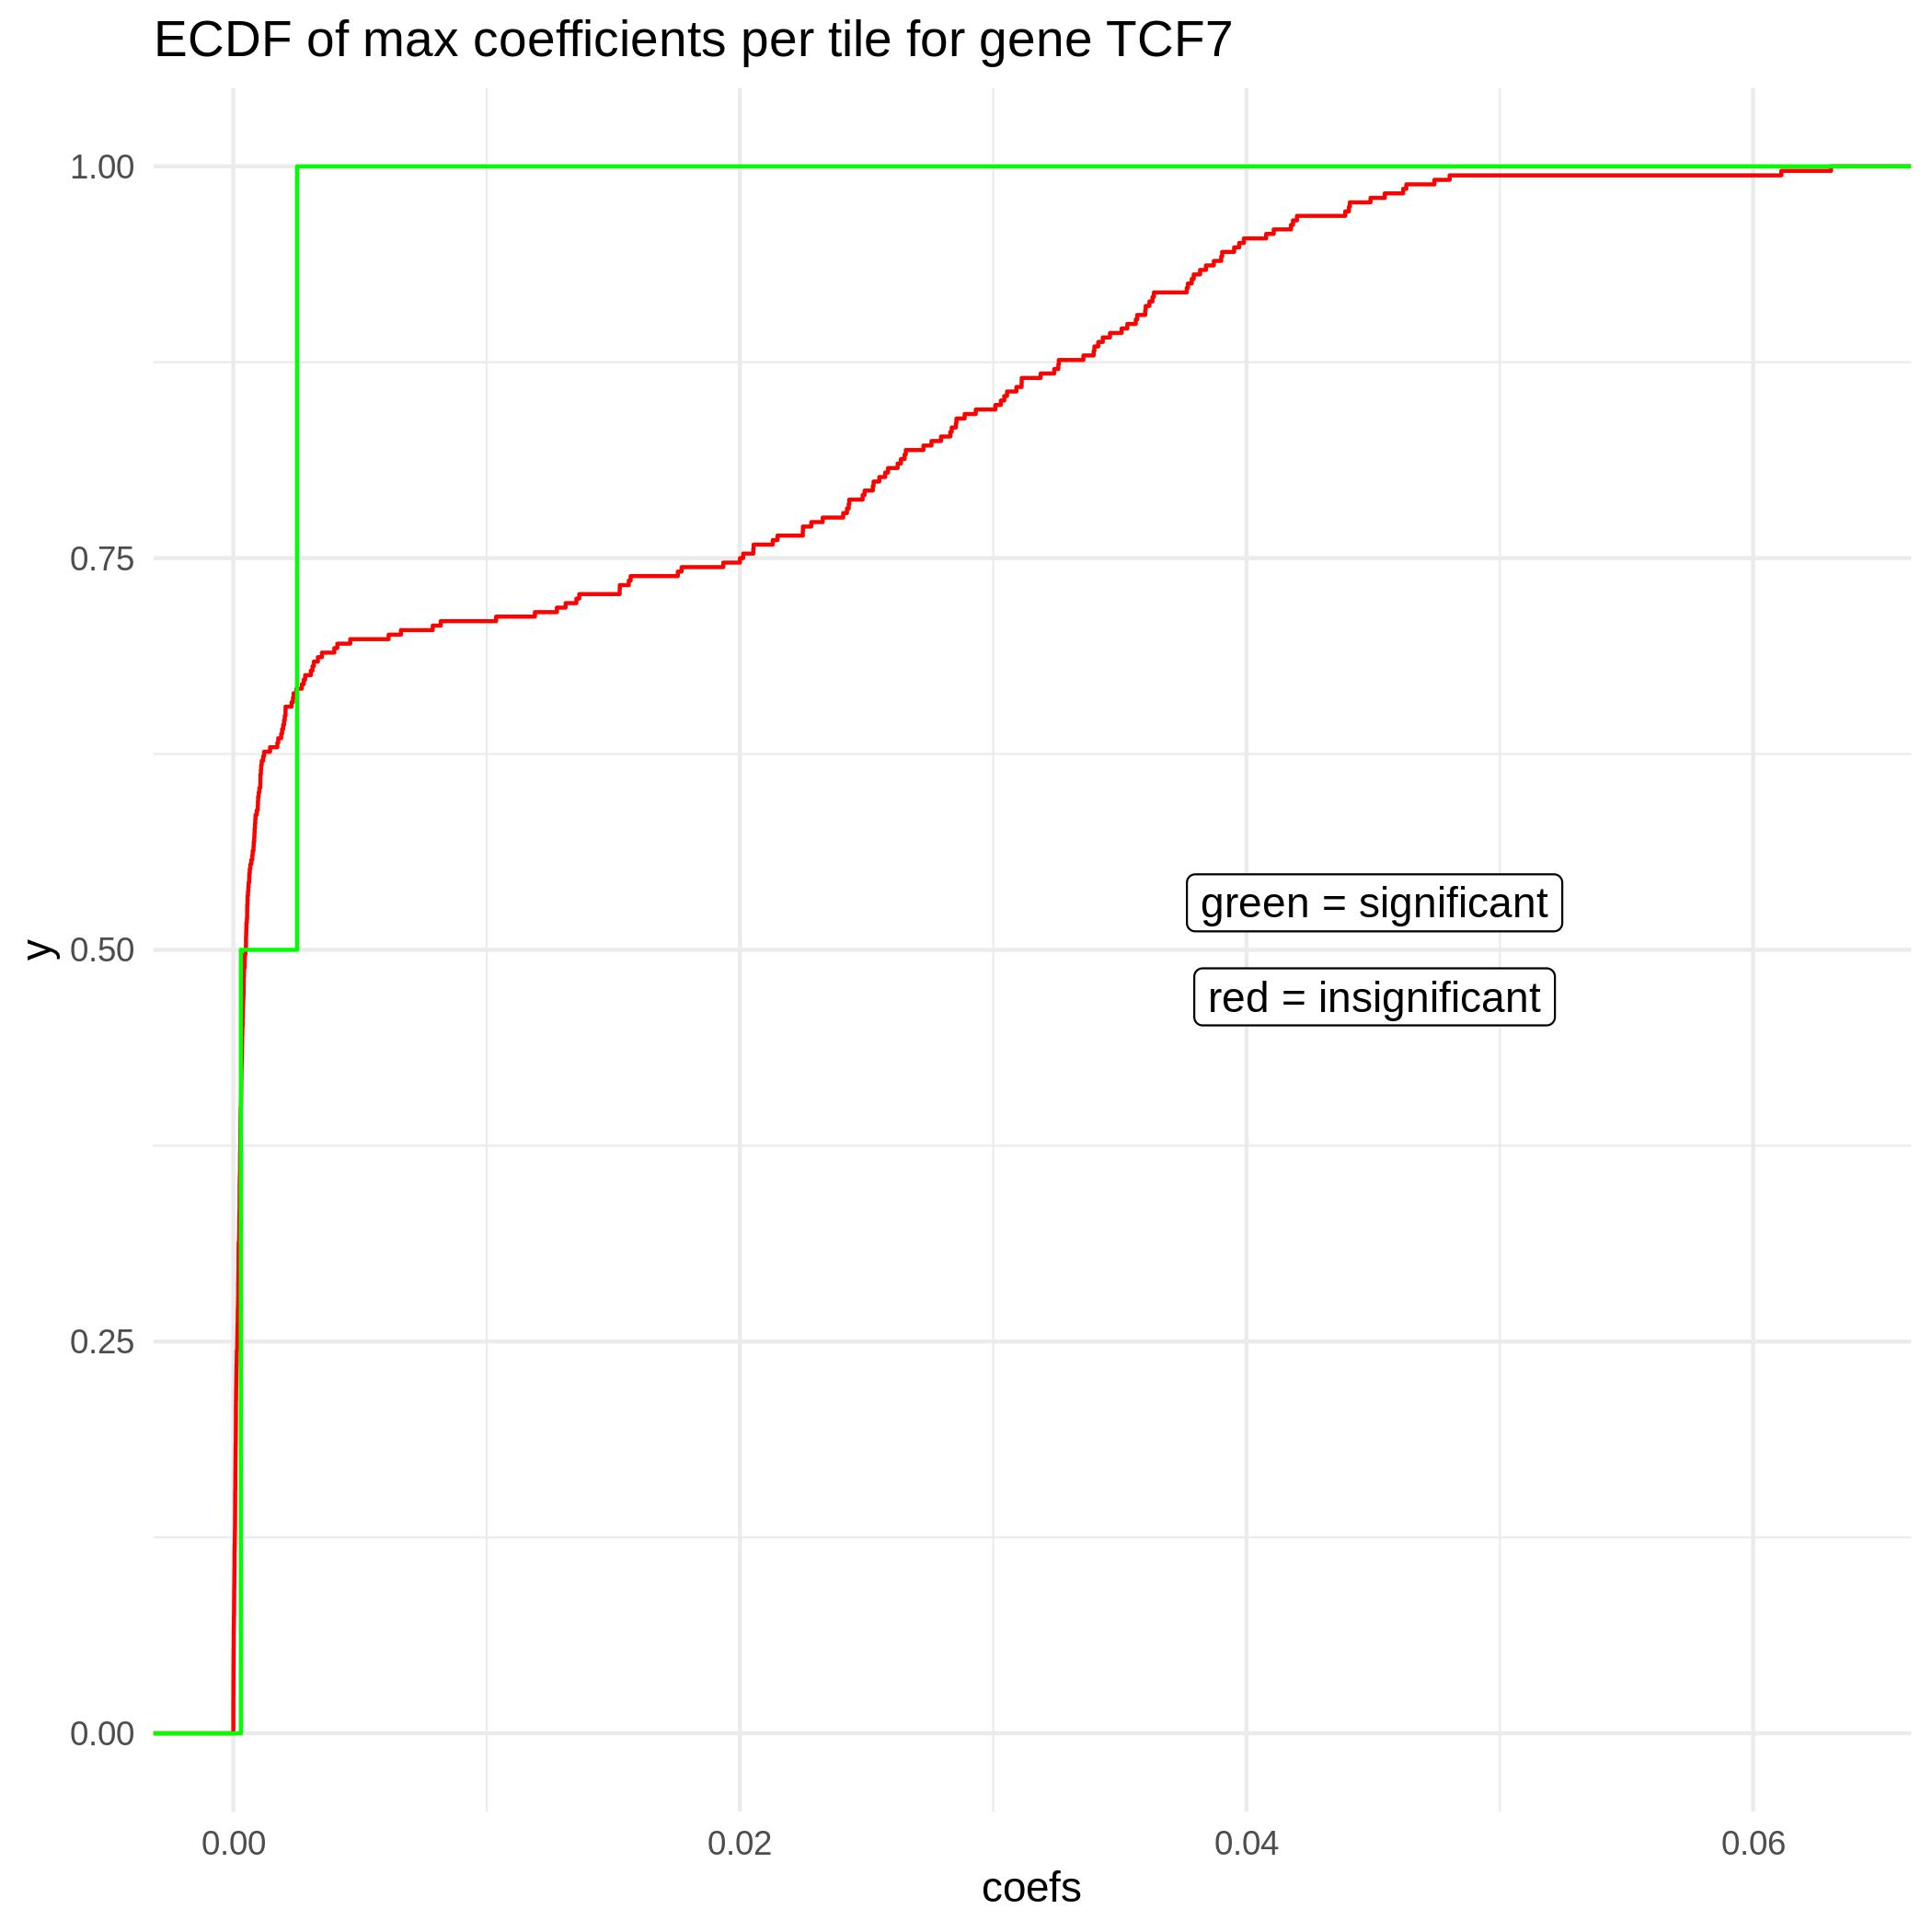 ECDF of max coefficients per tile for gene TCF7
1.00
0.75
0.50
0.25
0.00
y
green = significant
red = insignificant
0.00 0.02 0.04 0.06
coefs